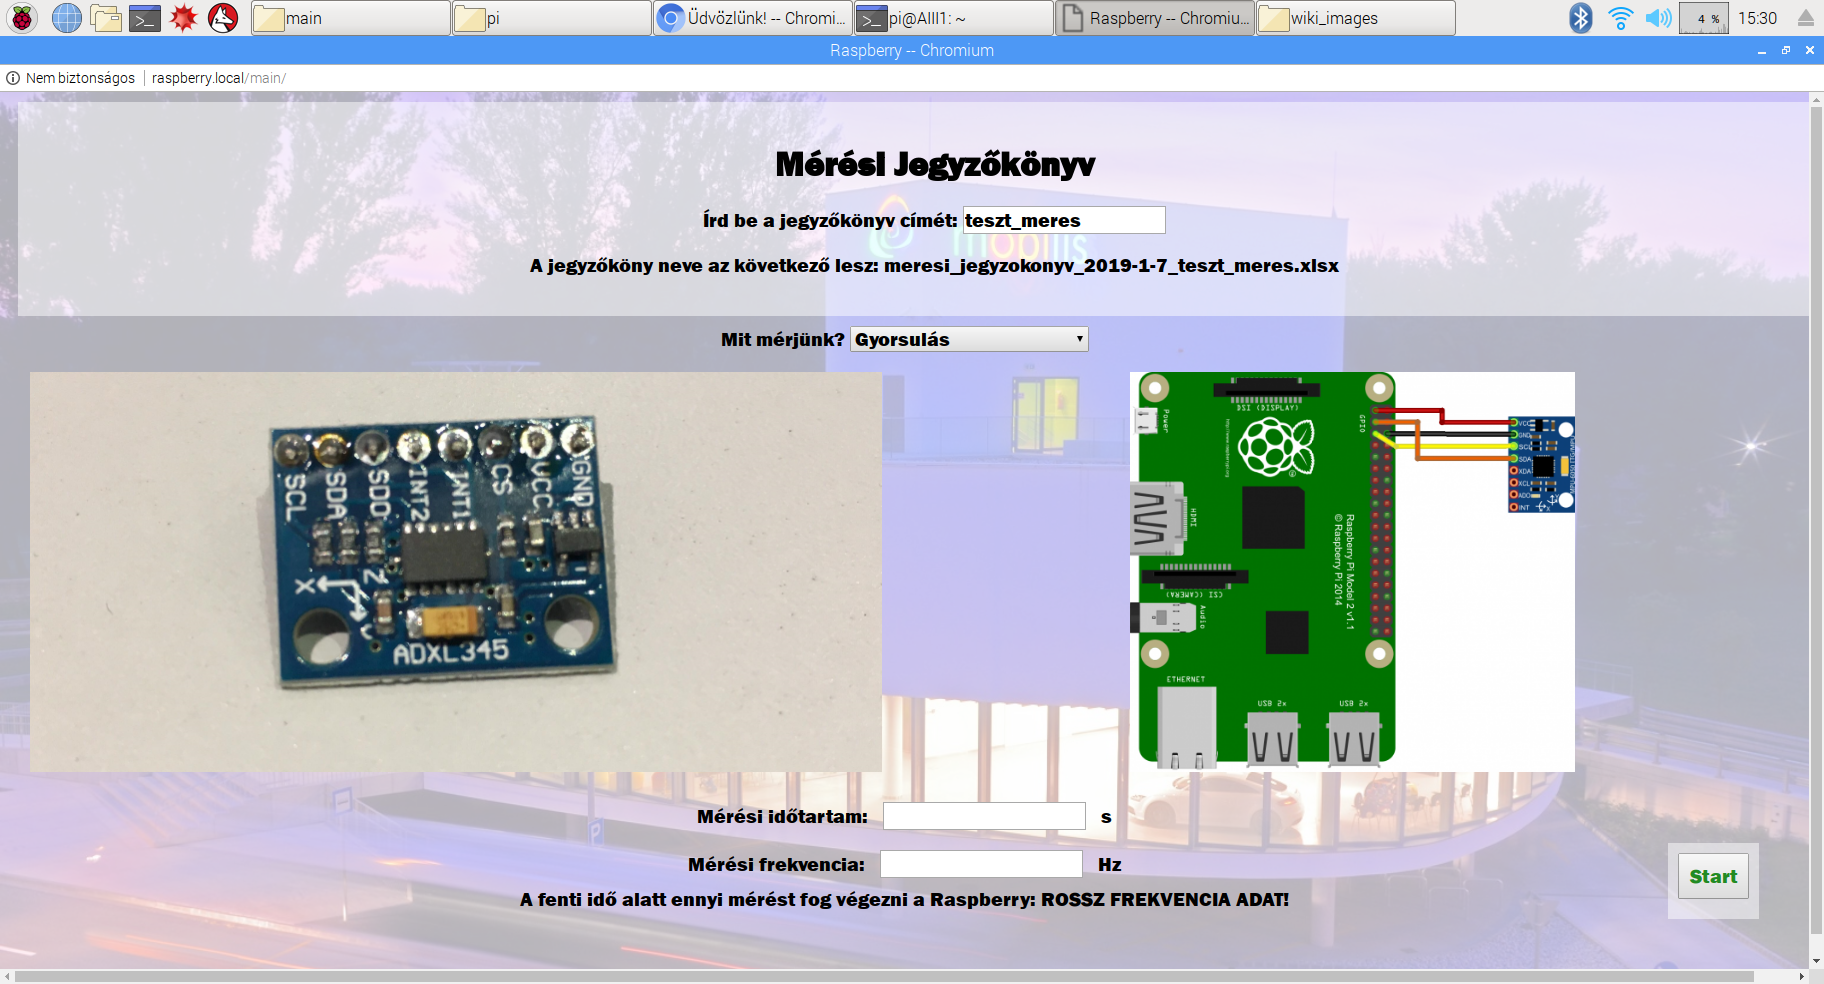 main
pi
Üdvözlünk! -- Chromi...
pi@AIII1: ~
Raspberry -- Chromiu...
wiki_images
4 %
15:30
Raspberry -- Chromium
Nem biztonságos
raspberry.local/main/
Mérési Jegyzőkönyv
Írd be a jegyzőkönyv címét: teszt_meres
mobilis
A jegyzőköny neve az következő lesz: meresi_jegyzokonyv_2019-1-7_teszt_meres.xlsx
Mit mérjünk? Gyorsulás
SCL SDA SDO INT2 INT1 CS VCC GND
X Z Y
ADXL345
DSI (DISPLAY)
Power
GPIO
HDMI
Raspberry Pi Model 2 v1.1
© Raspberry Pi 2014
CSI (CAMERA)
Audio
ETHERNET
USB 2x
USB 2x
VCC
GND
SCL
SDA
XDA
XCL
ADO
INT
Mérési időtartam: s
Mérési frekvencia: Hz
A fenti idő alatt ennyi mérést fog végezni a Raspberry: ROSSZ FREKVENCIA ADAT!
Start